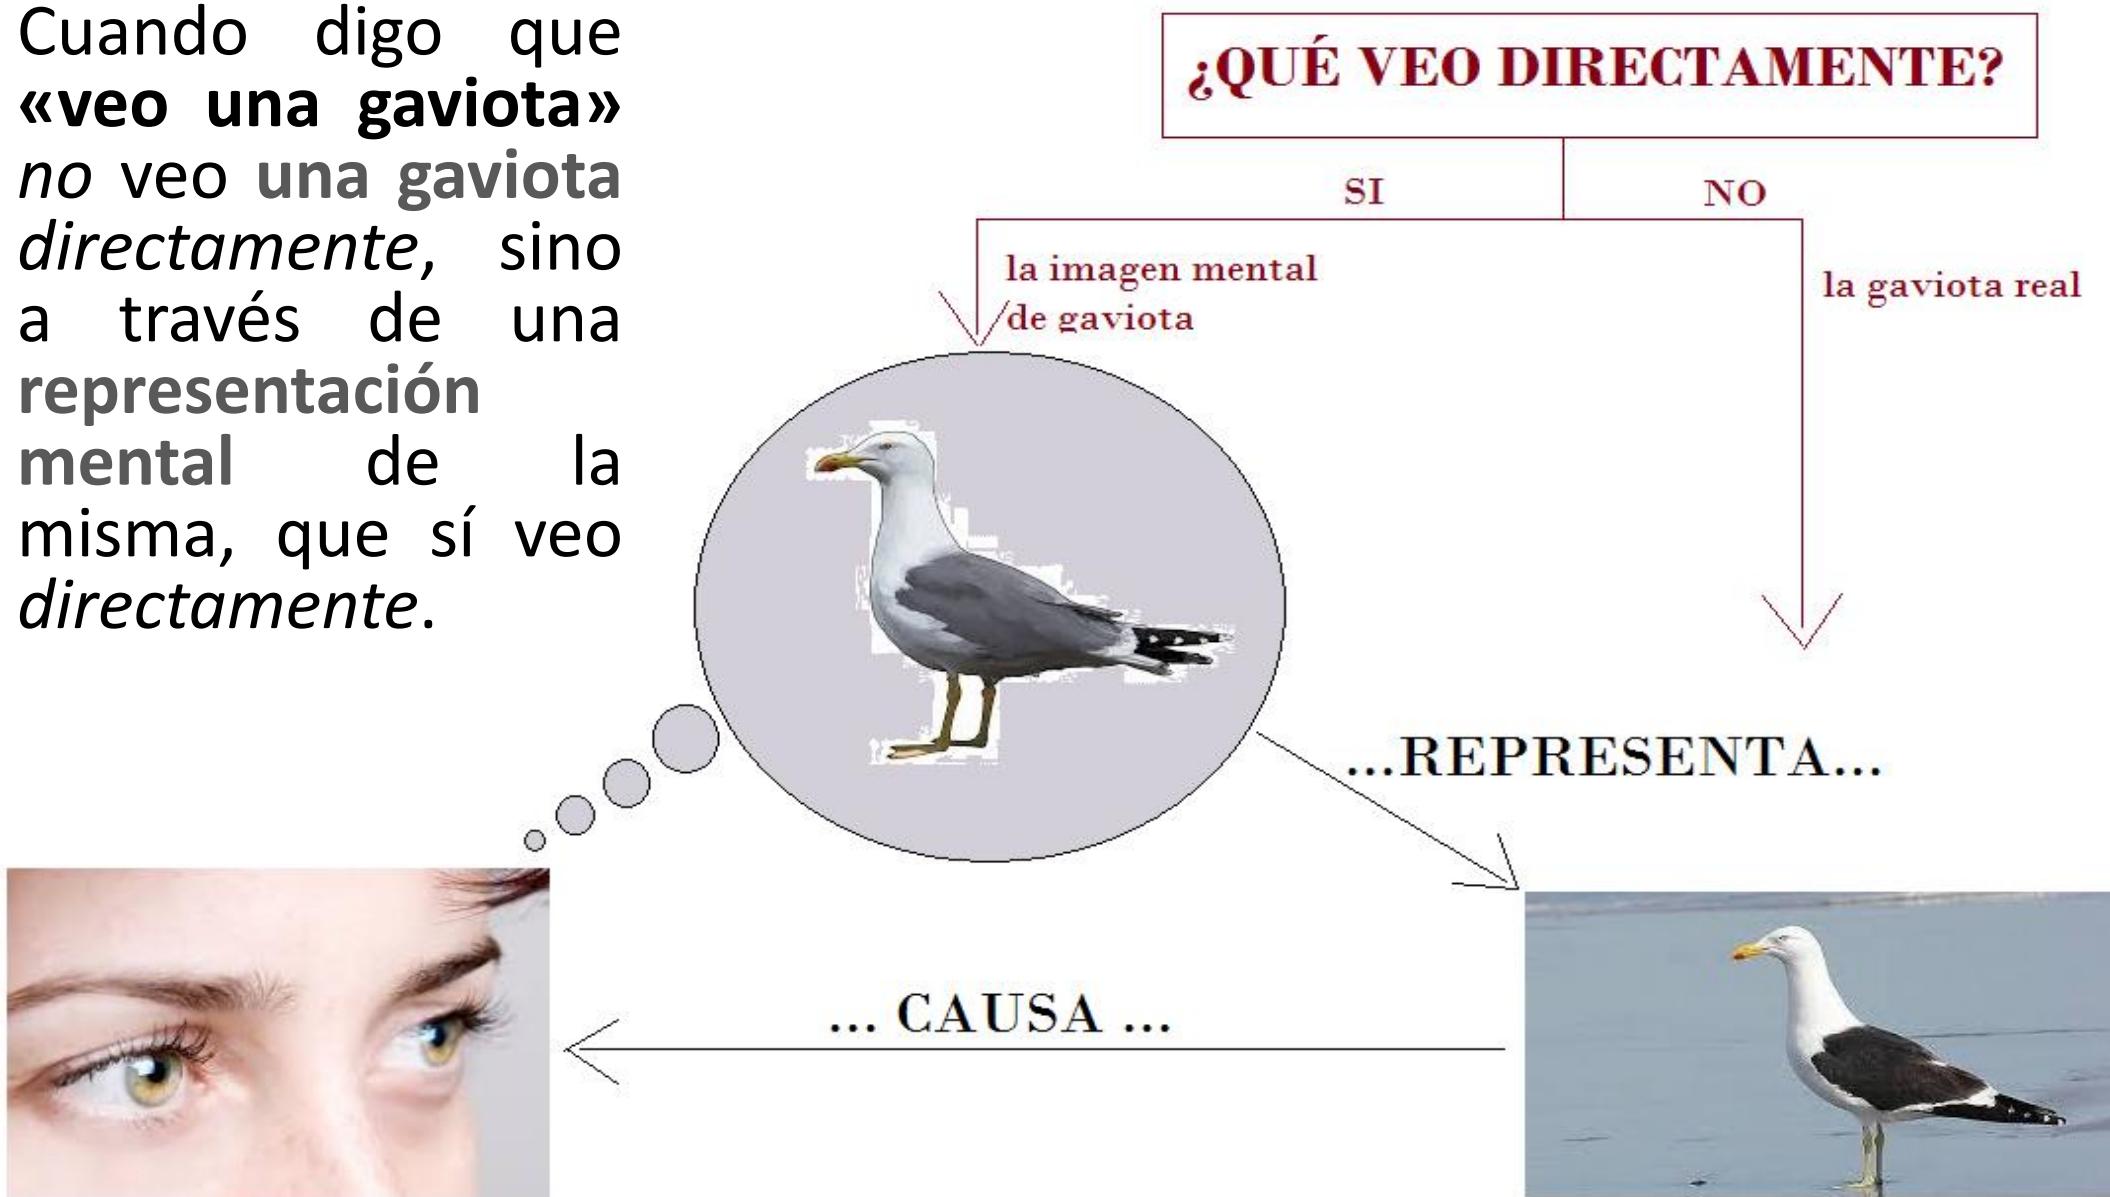 Cuando digo que
«veo una gaviota»
no veo una gaviota
directamente, sino
a través de una
representación
mental de la
misma, que sí veo
directamente.
¿QUÉ VEO DIRECTAMENTE?
SI
NO
la imagen mental
de gaviota
la gaviota real
...REPRESENTA...
... CAUSA ...